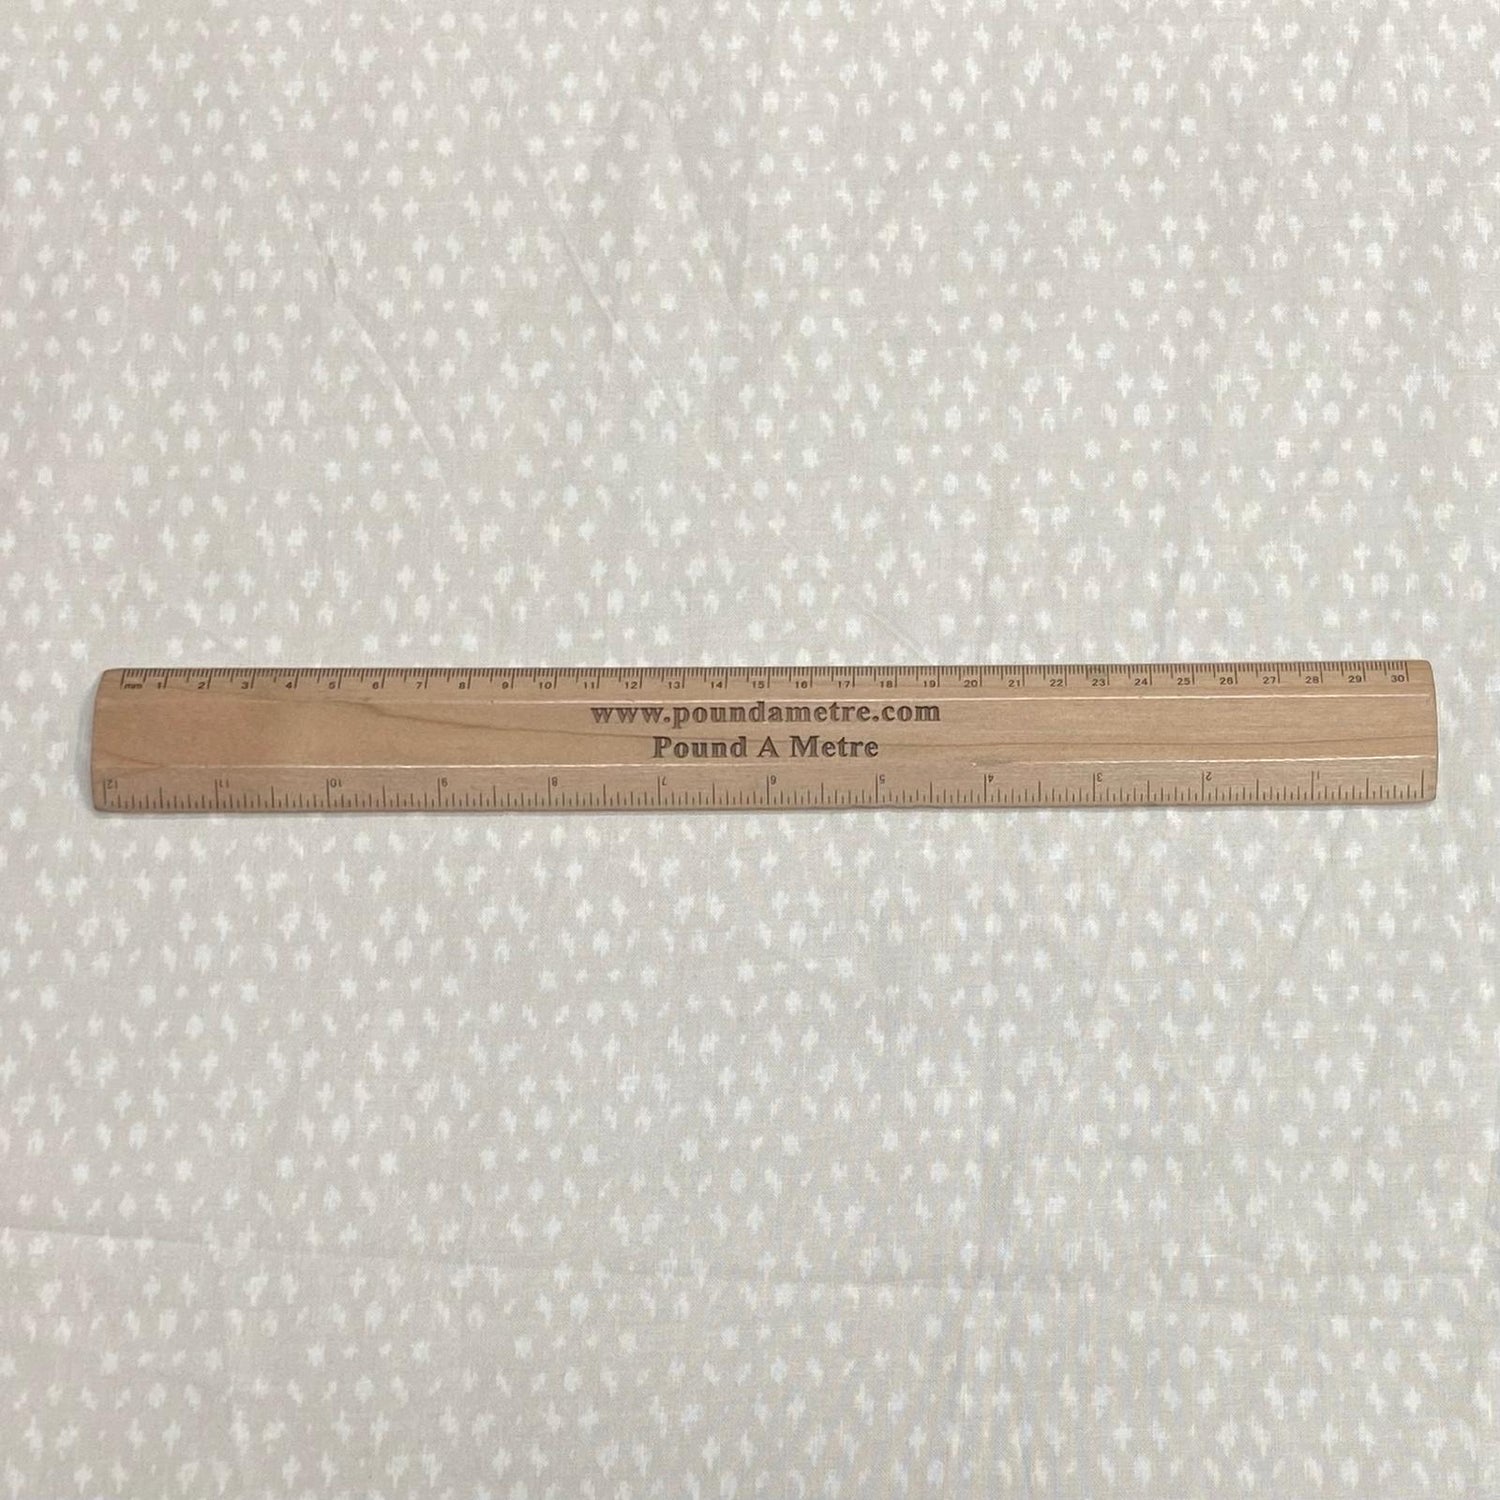 mm 1 2 3 4 5 6 7 8 9 10 11 12 13 14 15 16 17 18 19 20 21 22 23 24 25 26 27 28 29 30
www.poundametre.com
Pound A Metre
12 11 10 9 8 7 6 5 4 3 2 1